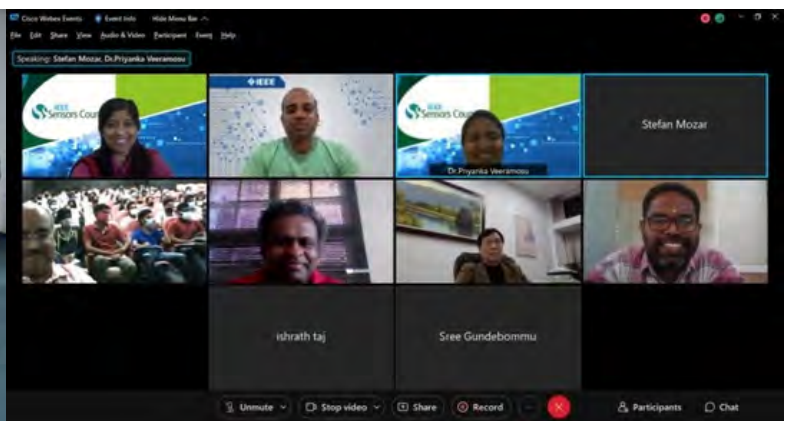 Cisco Webex Events Event Info Hide Menu Bar
File Edit Share View Audio & Video Participant Event Help
Speaking: Stefan Mozar, Dr.Priyanka Veeramosu
IEEE
Sensors Coun
IEEE
IEEE
Sensors Coun
Dr.Priyanka Veeramosu
Stefan Mozar
ishrath taj
Sree Gundebommu
Unmute Stop video Share Record Participants Chat